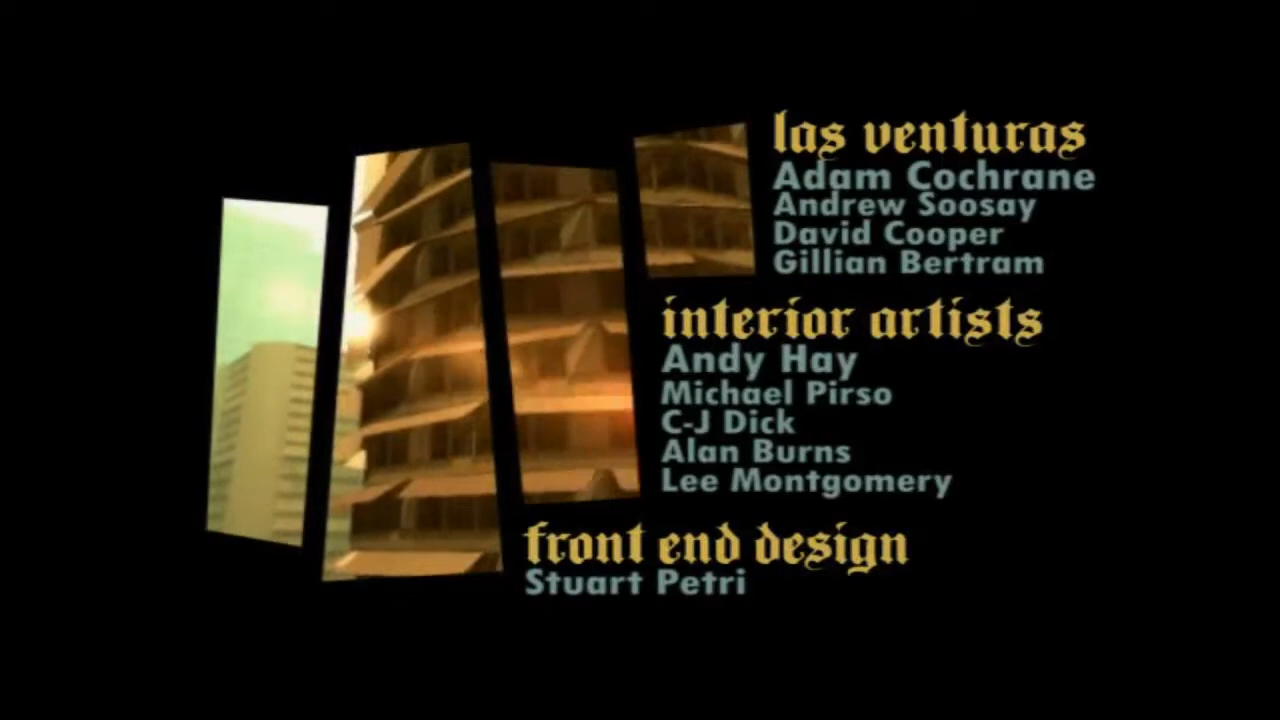 las venturas
Adam Cochrane
Andrew Soosay
David Cooper
Gillian Bertram
interior artists
Andy Hay
Michael Pirso
C-J Dick
Alan Burns
Lee Montgomery
front end design
Stuart Petri